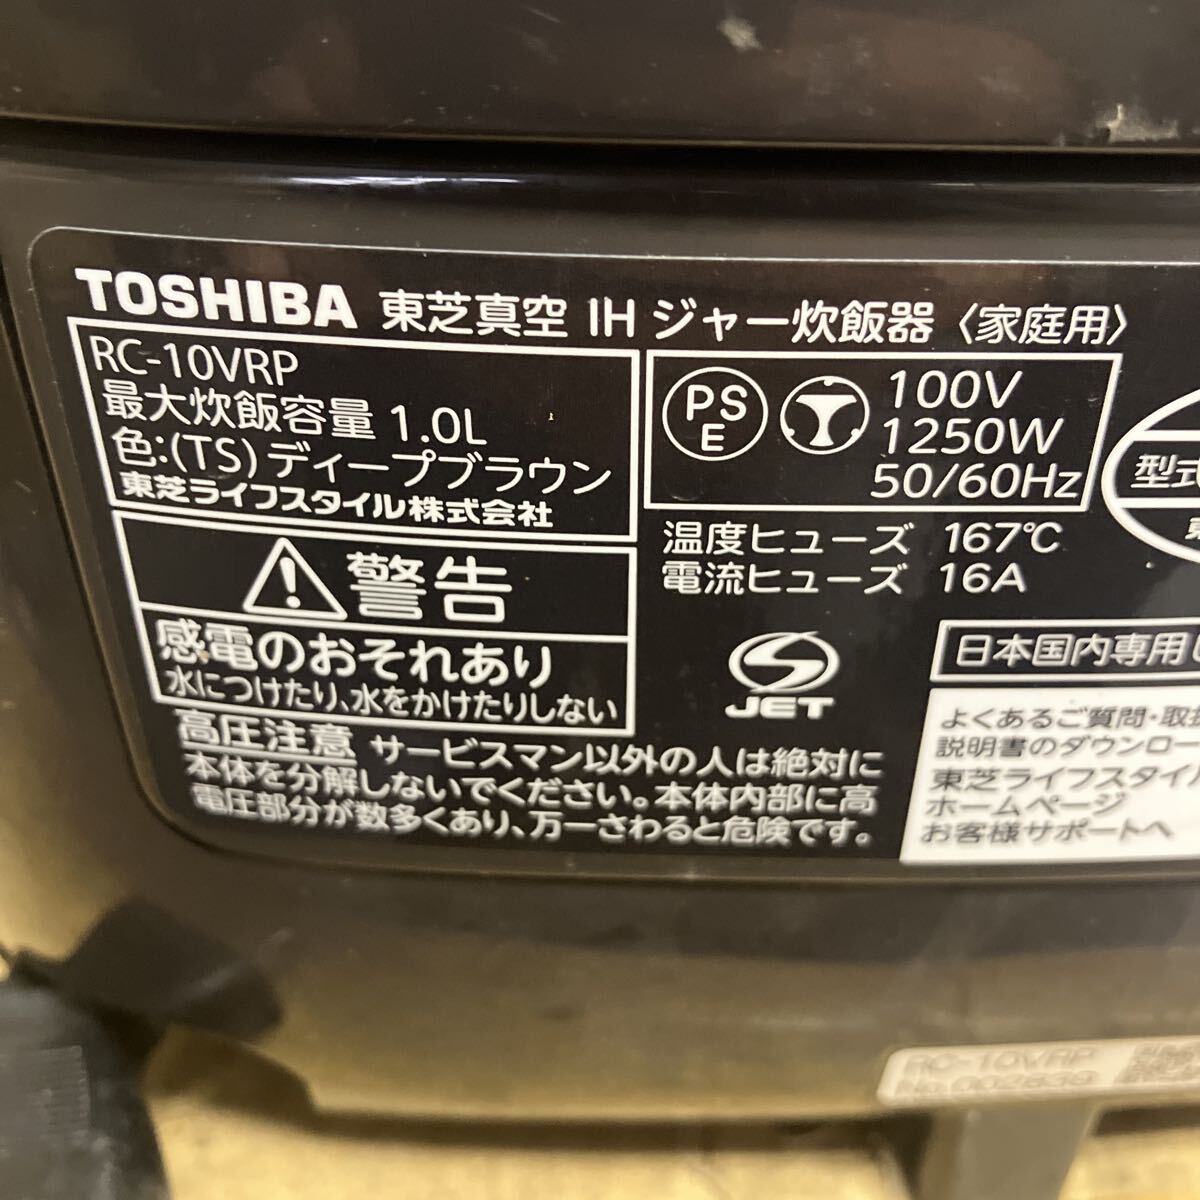 TOSHIBA 東芝真空 IH ジャー炊飯器〈家庭用〉
RC-10VRP
最大炊飯容量 1.0L
色:(TS)ディープブラウン
東芝ライフスタイル株式会社
PS
E
100V
1250W
50/60Hz
型式
温度ヒューズ 167℃
電流ヒューズ 16A
警告
感電のおそれあり
水につけたり、水をかけたりしない
JET
日本国内専用
高圧注意 サービスマン以外の人は絶対に
本体を分解しないでください。本体内部に高
電圧部分が数多くあり、万一さわると危険です。
よくあるご質問・取
説明書のダウンロー
東芝ライフスタイル
ホームページ
お客様サポートへ
RC-10VRP
No.002839